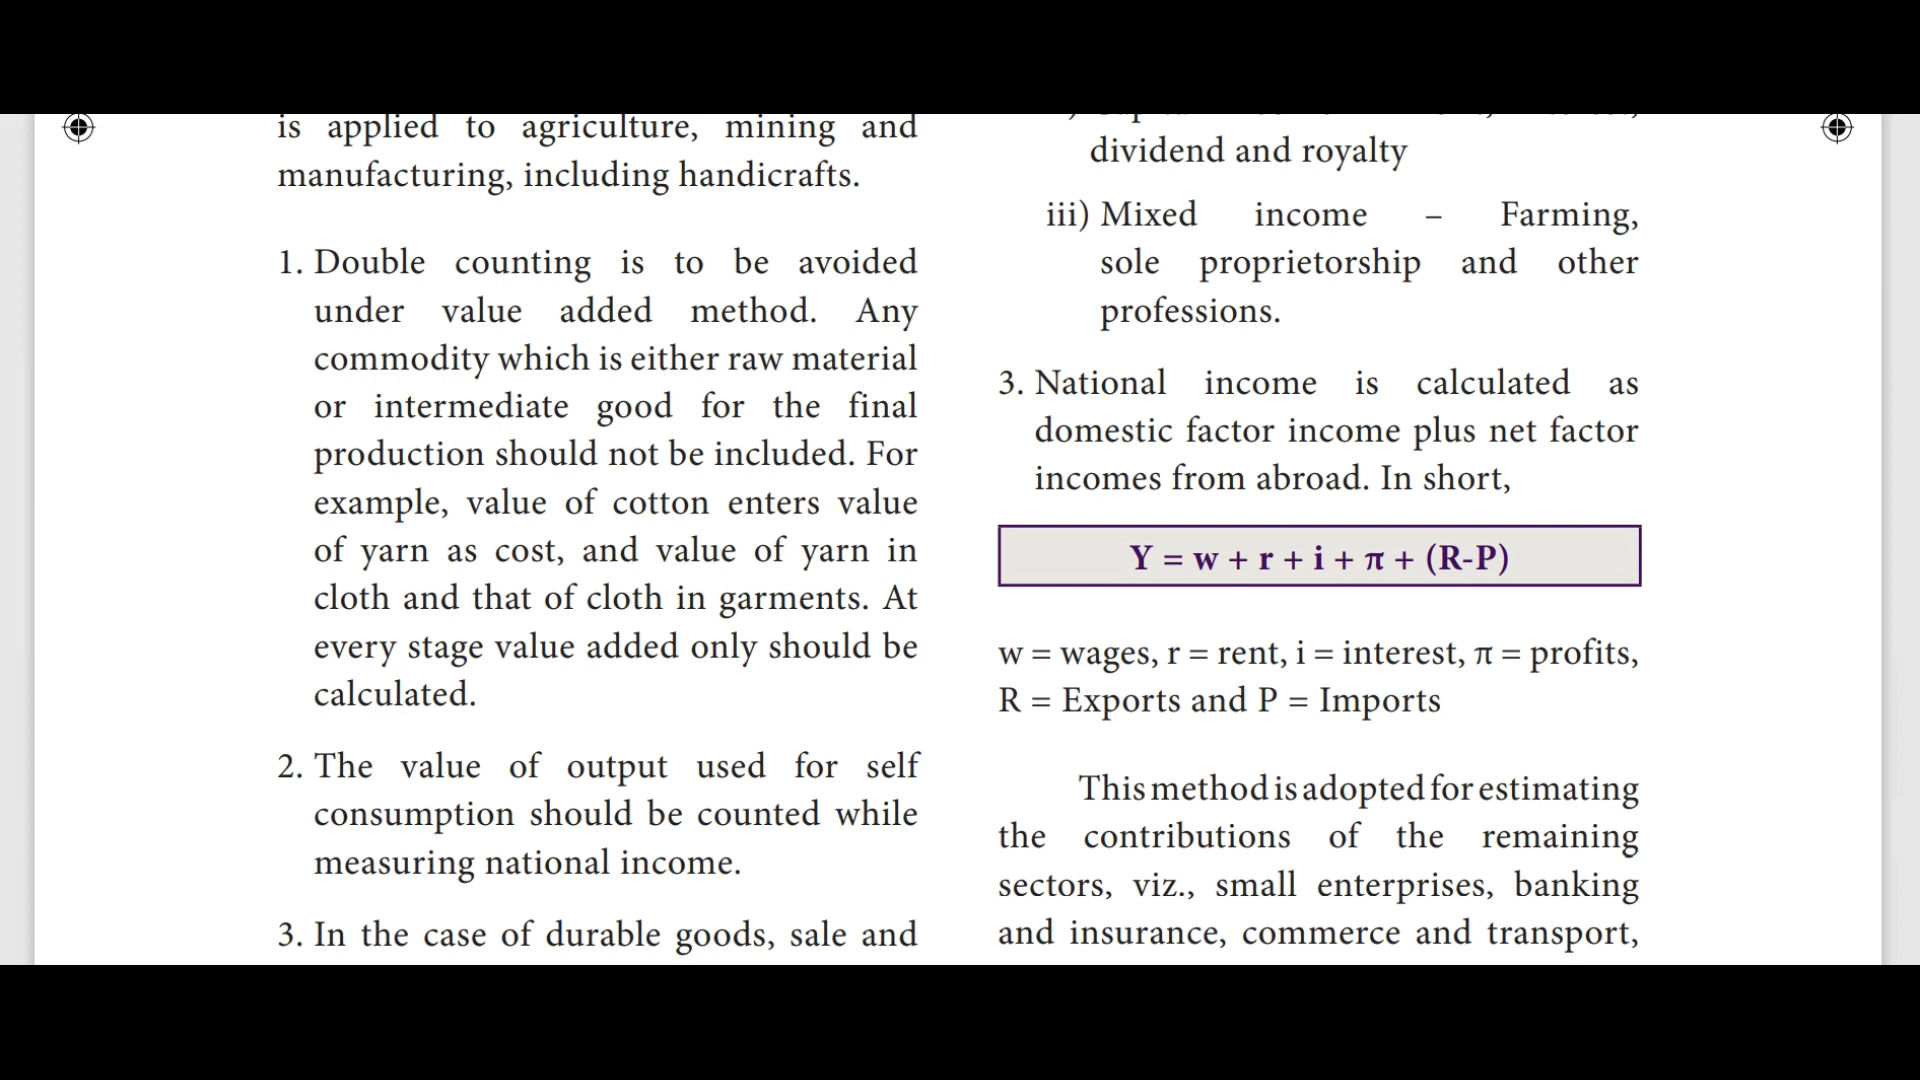 is applied to agriculture, mining and
manufacturing, including handicrafts.
1. Double counting is to be avoided
under value added method. Any
commodity which is either raw material
or intermediate good for the final
production should not be included. For
example, value of cotton enters value
of yarn as cost, and value of yarn in
cloth and that of cloth in garments. At
every stage value added only should be
calculated.
2. The value of output used for self
consumption should be counted while
measuring national income.
3. In the case of durable goods, sale and
dividend and royalty
iii) Mixed income – Farming,
sole proprietorship and other
professions.
3. National income is calculated as
domestic factor income plus net factor
incomes from abroad. In short,
Y = w + r + i + π + (R-P)
w = wages, r = rent, i = interest, π = profits,
R = Exports and P = Imports
This method is adopted for estimating
the contributions of the remaining
sectors, viz., small enterprises, banking
and insurance, commerce and transport,